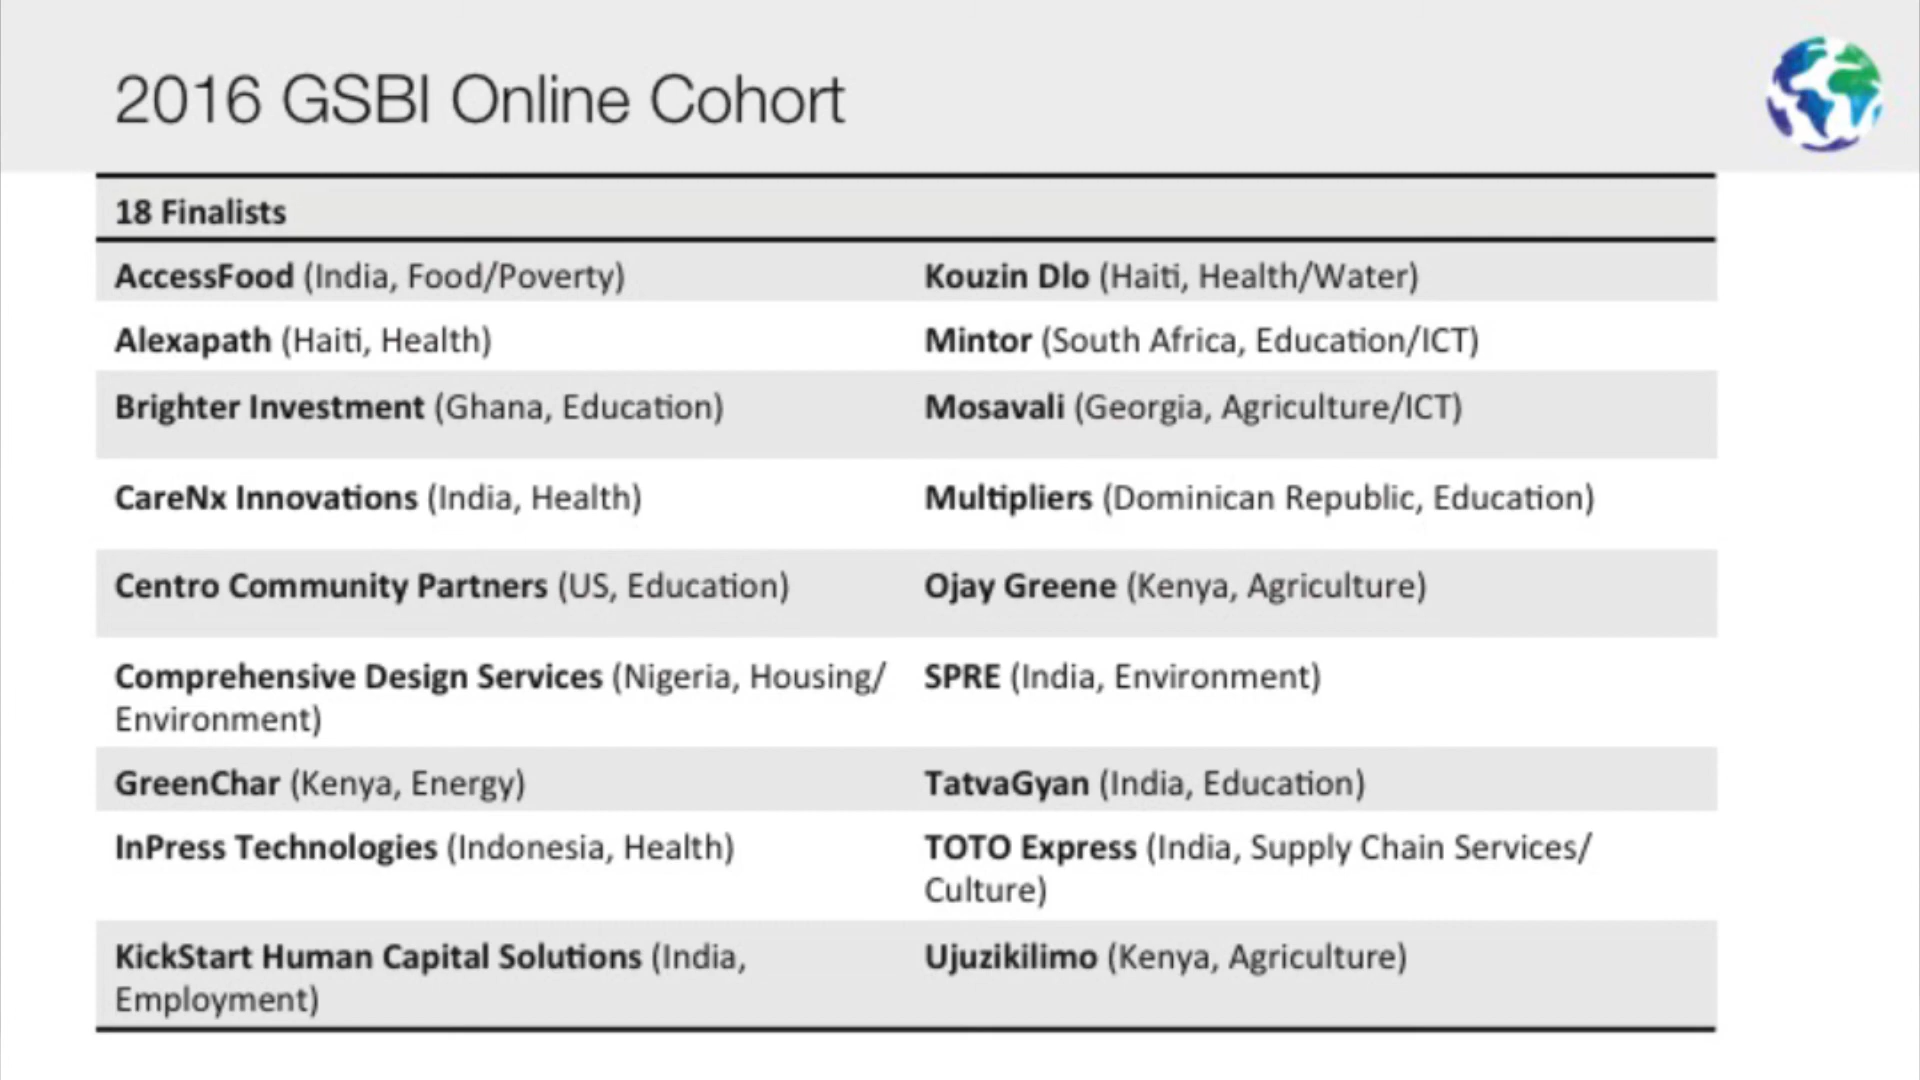 2016 GSBI Online Cohort
18 Finalists
AccessFood (India, Food/Poverty)
Kouzin Dlo (Haiti, Health/Water)
Alexapath (Haiti, Health)
Mintor (South Africa, Education/ICT)
Brighter Investment (Ghana, Education)
Mosavali (Georgia, Agriculture/ICT)
CareNx Innovations (India, Health)
Multipliers (Dominican Republic, Education)
Centro Community Partners (US, Education)
Ojay Greene (Kenya, Agriculture)
Comprehensive Design Services (Nigeria, Housing/
Environment)
SPRE (India, Environment)
GreenChar (Kenya, Energy)
TatvaGyan (India, Education)
InPress Technologies (Indonesia, Health)
TOTO Express (India, Supply Chain Services/
Culture)
KickStart Human Capital Solutions (India,
Employment)
Ujuzikilimo (Kenya, Agriculture)